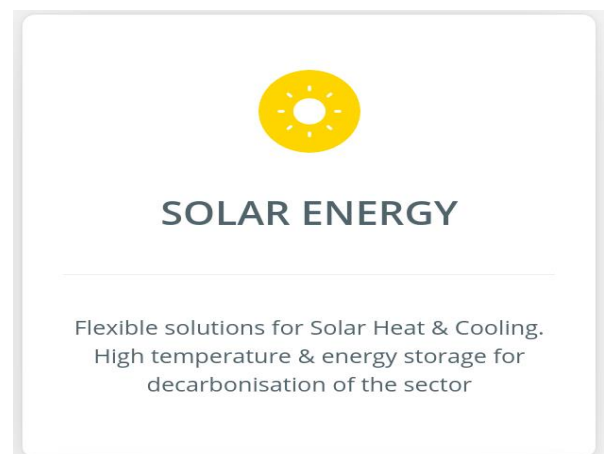 SOLAR ENERGY
Flexible solutions for Solar Heat & Cooling.
High temperature & energy storage for
decarbonisation of the sector